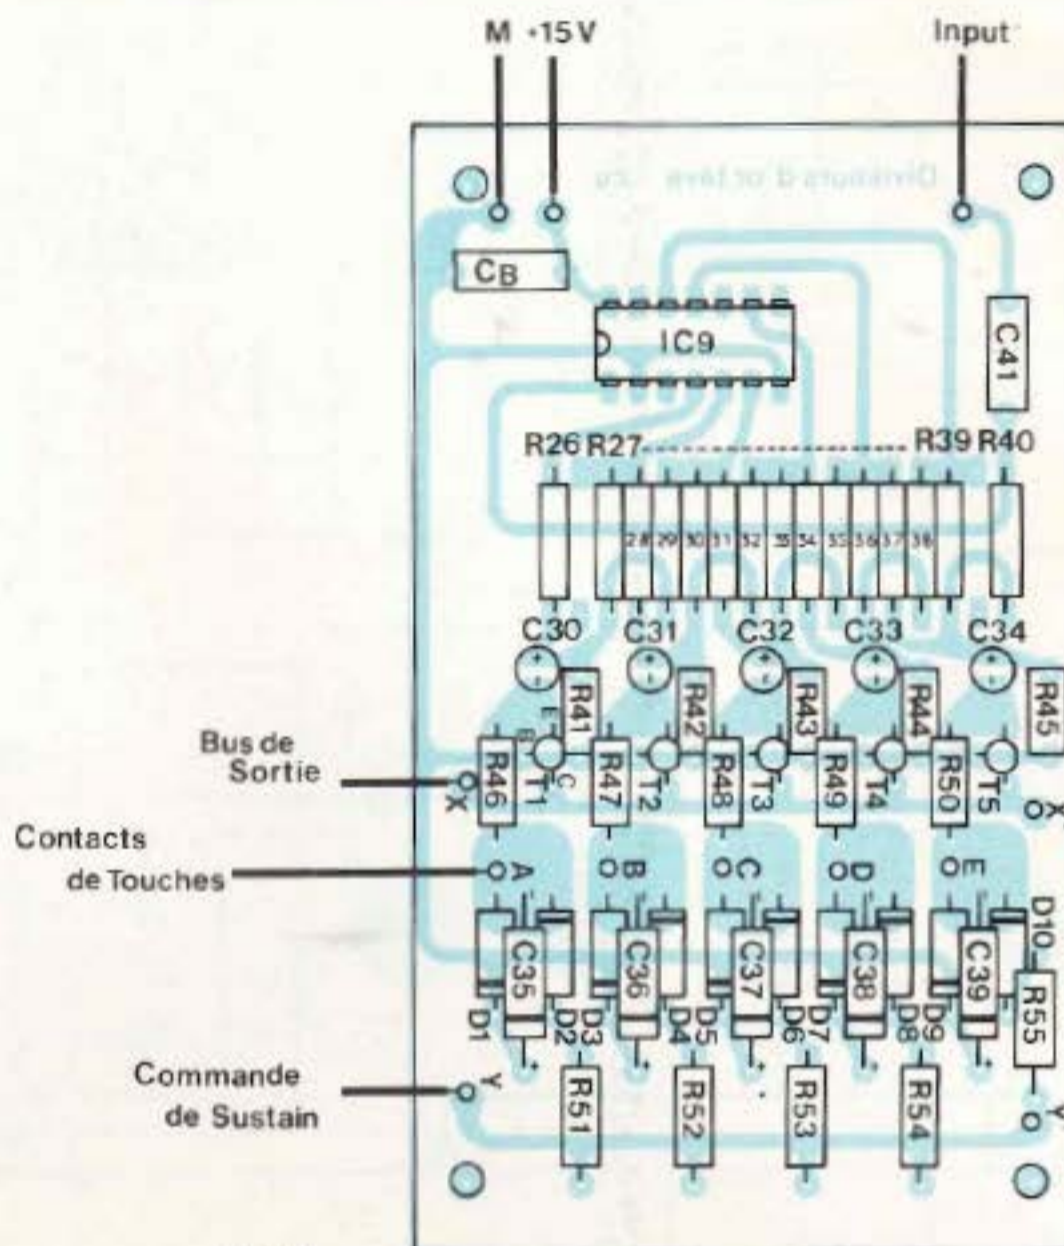 M +15V Input
Diviseurs d'octave cu
CB
IC9
C41
R26 R27 R39 R40
28 29 30 31 32 33 34 35 36 37 38
C30 C31 C32 C33 C34
+ + + + +
- - - - -
R41 R42 R43 R44 R45
E
B
C
Bus de
Sortie
X R46 T1 R47 T2 R48 T3 R49 T4 R50 T5 X
Contacts
de Touches
A B C D E
D10
C35 C36 C37 C38 C39 R55
D1 D2 D3 D4 D5 D6 D7 D8 D9
+ + + + +
Commande
de Sustain
Y R51 R52 R53 R54 Y